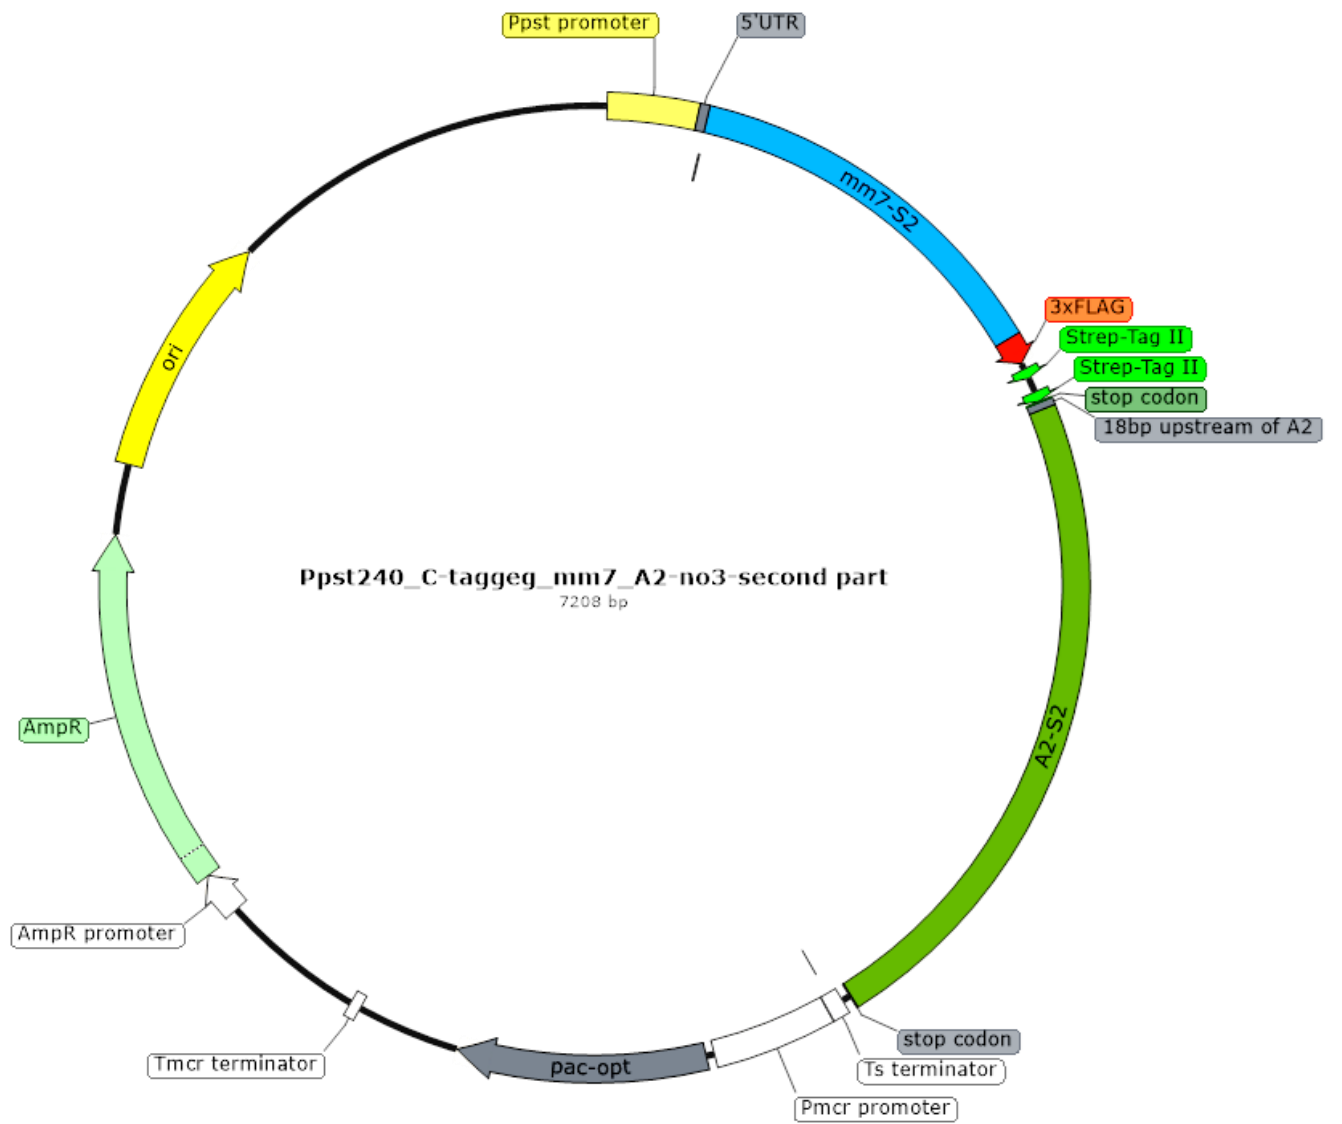 Ppst promoter
5'UTR
mm7-S2
3xFLAG
Strep-Tag II
Strep-Tag II
stop codon
18bp upstream of A2
ori
Ppst240_C-taggeg_mm7_A2-no3-second part
7208 bp
A2-S2
AmpR
AmpR promoter
stop codon
Tmcr terminator
pac-opt
Ts terminator
Pmcr promoter